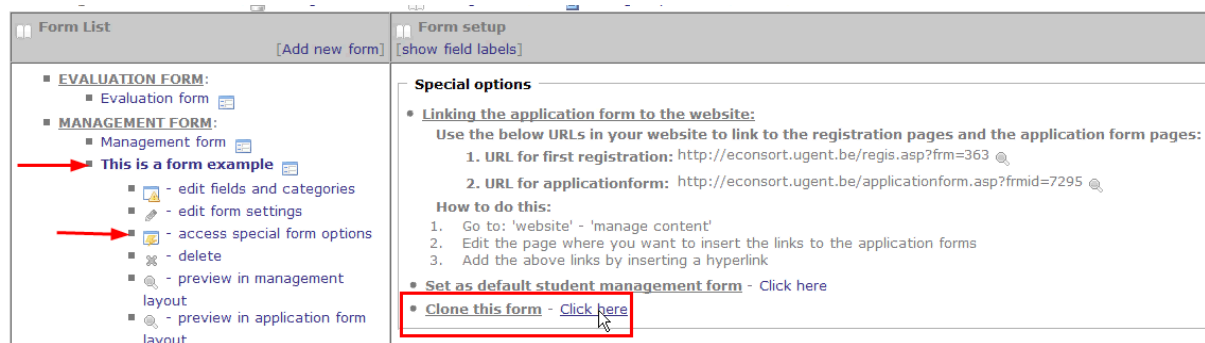 Form List
[Add new form]
EVALUATION FORM:
Evaluation form
MANAGEMENT FORM:
Management form
This is a form example
- edit fields and categories
- edit form settings
- access special form options
- delete
- preview in management
layout
- preview in application form
layout
Form setup
[show field labels]
Special options
Linking the application form to the website:
Use the below URLs in your website to link to the registration pages and the application form pages:
1. URL for first registration: http://econsort.ugent.be/regis.asp?frm=363
2. URL for applicationform: http://econsort.ugent.be/applicationform.asp?frmid=7295
How to do this:
1. Go to: 'website' - 'manage content'
2. Edit the page where you want to insert the links to the application forms
3. Add the above links by inserting a hyperlink
Set as default student management form - Click here
Clone this form - Click here